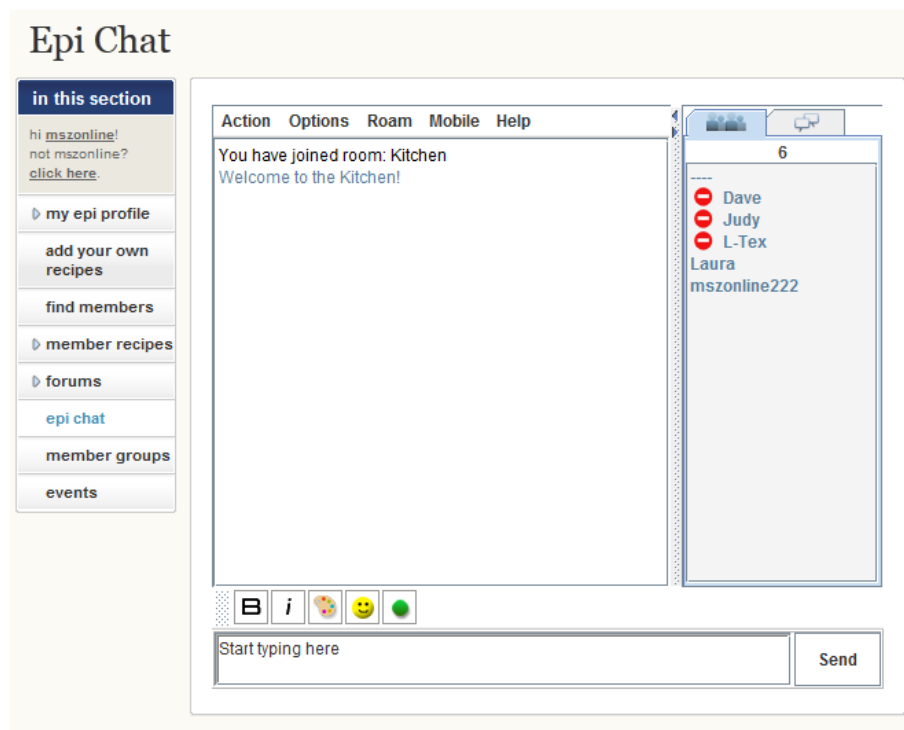 Epi Chat
in this section
hi mszonline!
not mszonline?
click here.
my epi profile
add your own
recipes
find members
member recipes
forums
epi chat
member groups
events
Action Options Roam Mobile Help
You have joined room: Kitchen
Welcome to the Kitchen!
6
----
Dave
Judy
L-Tex
Laura
mszonline222
B i
Start typing here
Send